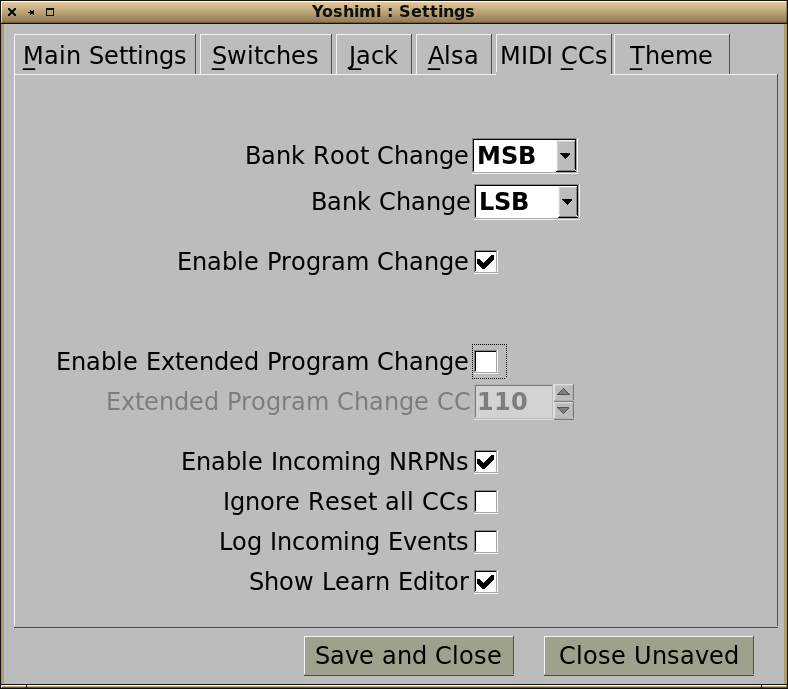 Yoshimi : Settings
Main Settings Switches Jack Alsa MIDI CCs Theme
Bank Root Change MSB
Bank Change LSB
Enable Program Change
Enable Extended Program Change
Extended Program Change CC 110
Enable Incoming NRPNs
Ignore Reset all CCs
Log Incoming Events
Show Learn Editor
Save and Close Close Unsaved